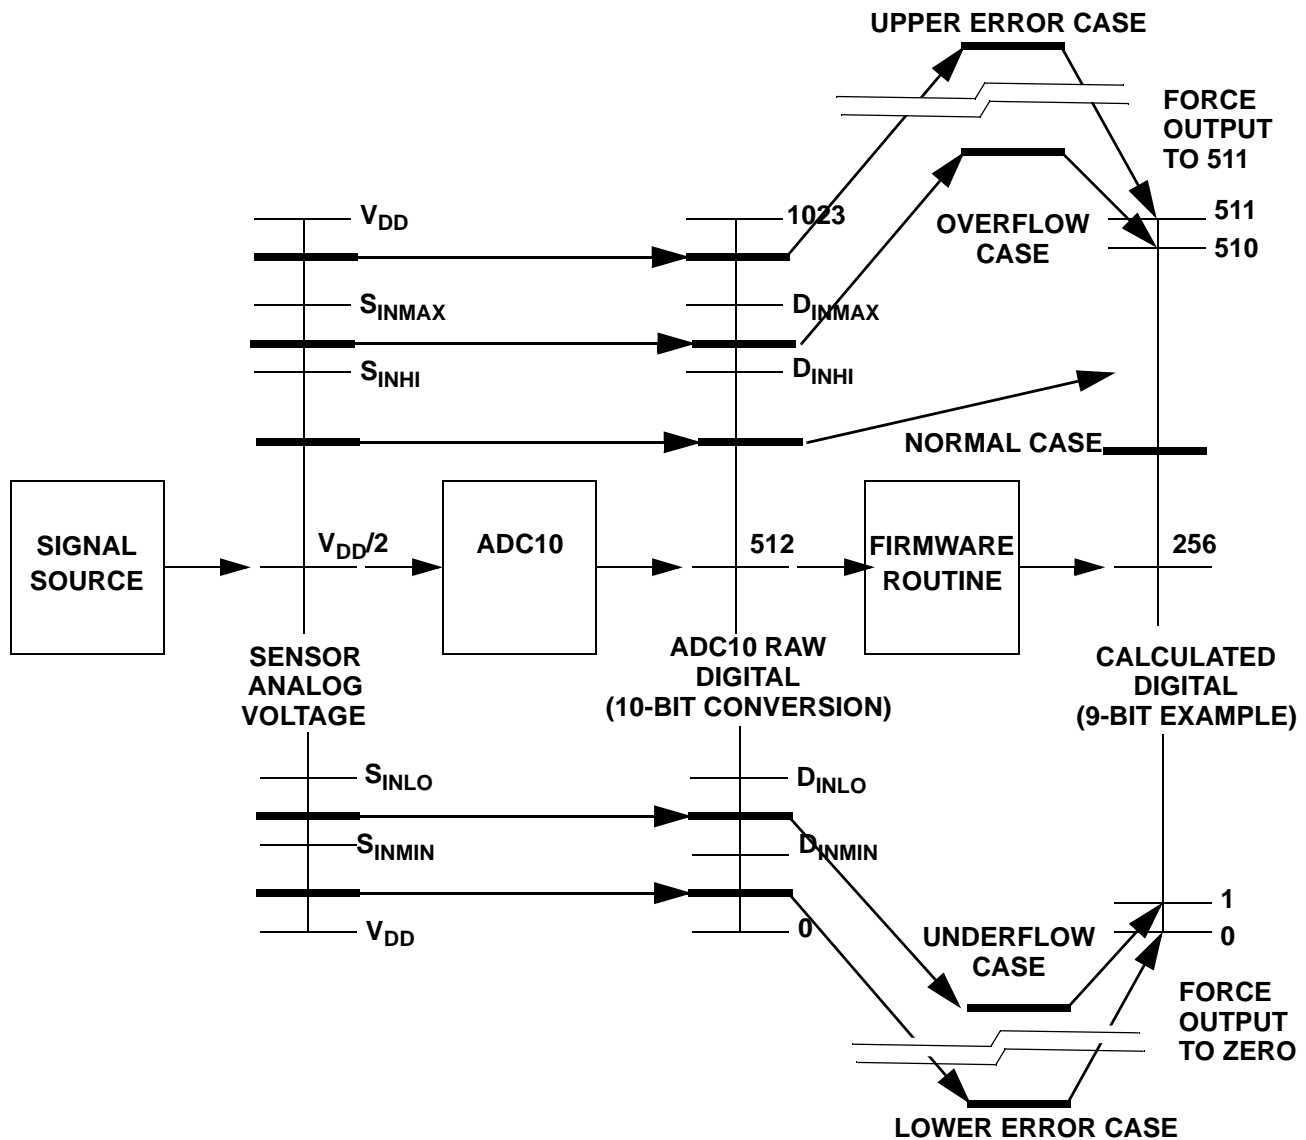 UPPER ERROR CASE
FORCE
OUTPUT
TO 511
VDD
1023
511
OVERFLOW
CASE
510
SINMAX
DINMAX
SINHI
DINHI
NORMAL CASE
SIGNAL
SOURCE
VDD/2
ADC10
512
FIRMWARE
ROUTINE
256
SENSOR
ANALOG
VOLTAGE
ADC10 RAW
DIGITAL
(10-BIT CONVERSION)
CALCULATED
DIGITAL
(9-BIT EXAMPLE)
SINLO
DINLO
SINMIN
DINMIN
1
VDD
0
UNDERFLOW
CASE
0
FORCE
OUTPUT
TO ZERO
LOWER ERROR CASE